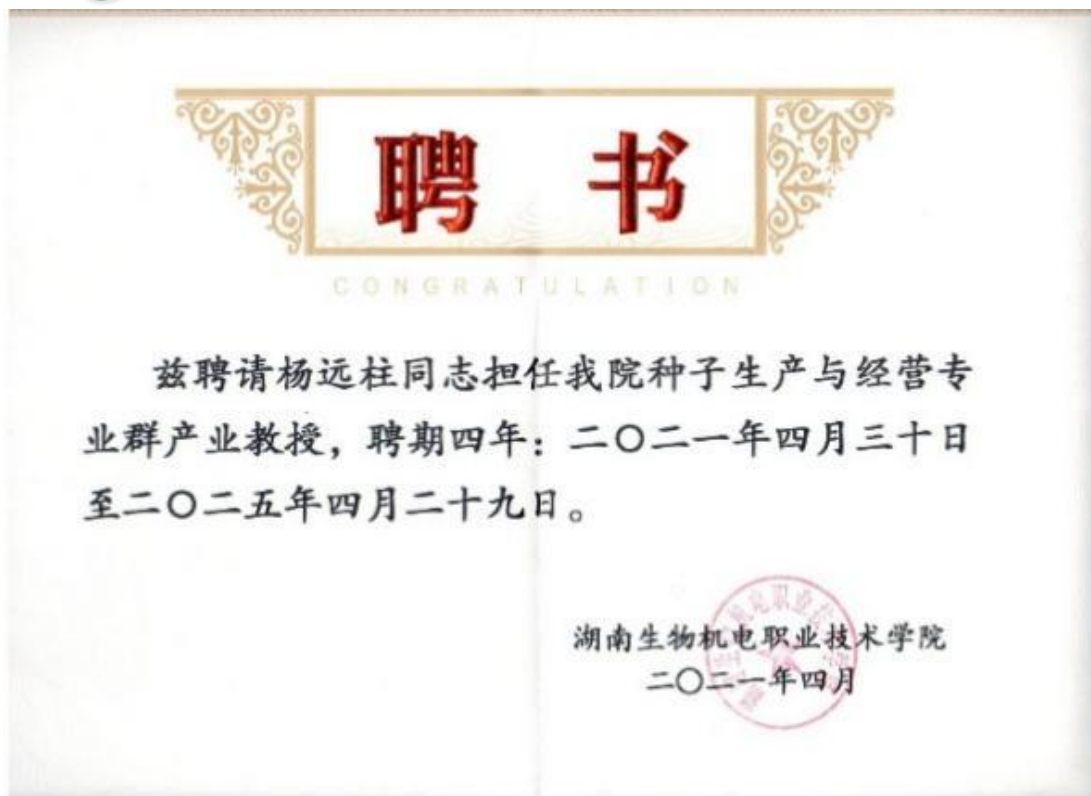 聘 书
CONGRATULATION
兹聘请杨远柱同志担任我院种子生产与经营专
业群产业教授，聘期四年：二〇二一年四月三十日
至二〇二五年四月二十九日。
湖南生物机电职业技术学院
二〇二一年四月